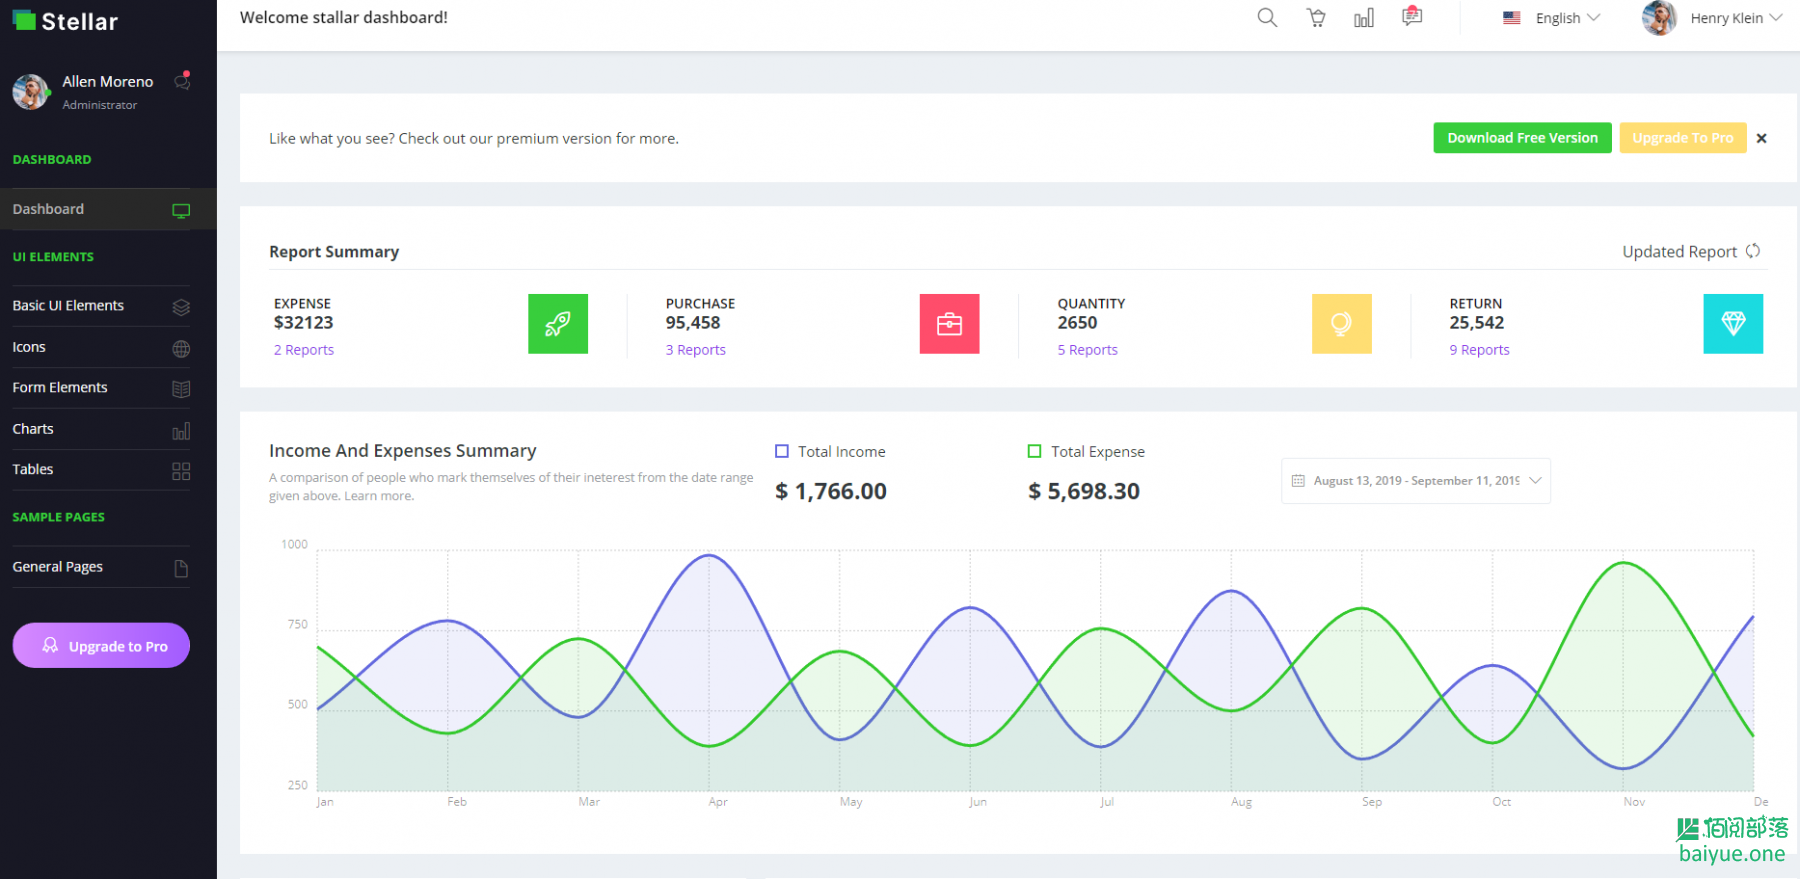 Stellar
Welcome stallar dashboard!
English
Henry Klein
Allen Moreno
Administrator
DASHBOARD
Dashboard
UI ELEMENTS
Basic UI Elements
Icons
Form Elements
Charts
Tables
SAMPLE PAGES
General Pages
Upgrade to Pro
Like what you see? Check out our premium version for more.
Download Free Version
Upgrade To Pro
Report Summary
Updated Report
EXPENSE
$32123
2 Reports
PURCHASE
95,458
3 Reports
QUANTITY
2650
5 Reports
RETURN
25,542
9 Reports
Income And Expenses Summary
A comparison of people who mark themselves of their ineterest from the date range
given above. Learn more.
Total Income
$ 1,766.00
Total Expense
$ 5,698.30
August 13, 2019 - September 11, 2019
1000
750
500
250
Jan Feb Mar Apr May Jun Jul Aug Sep Oct Nov De
佰阅部落
baiyue.one